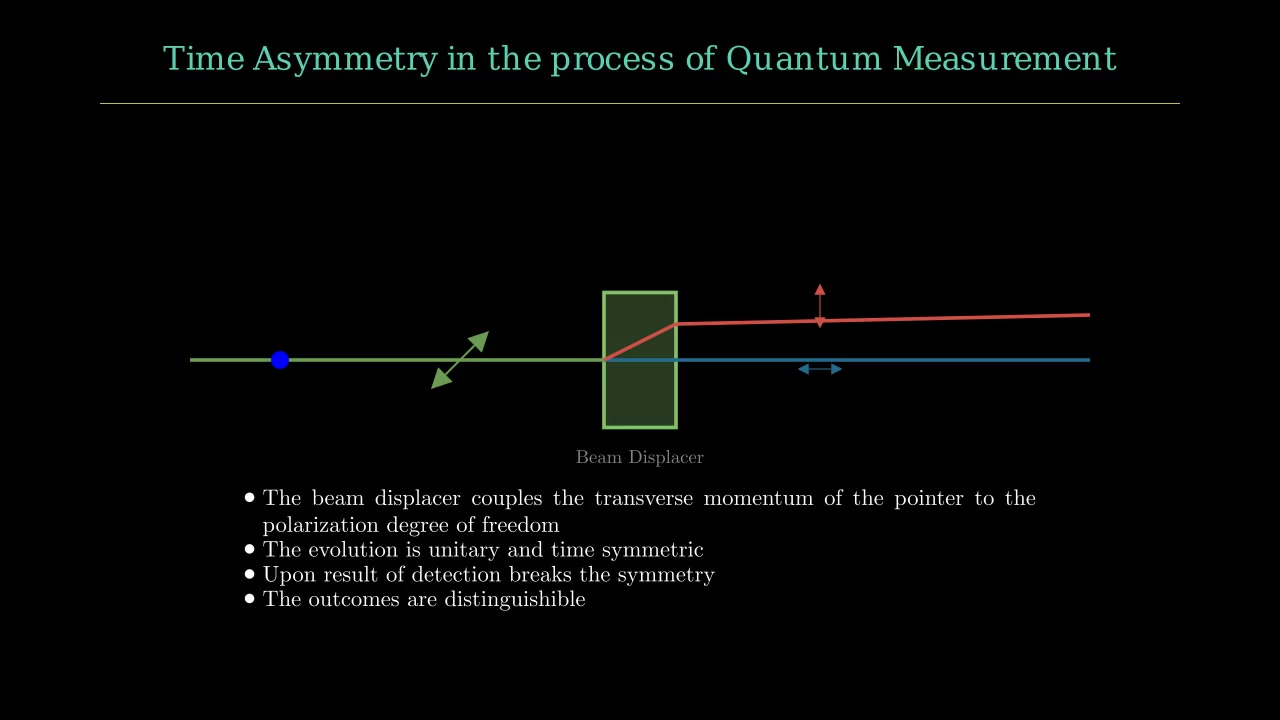 Time Asymmetry in the process of Quantum Measurement
Beam Displacer
• The beam displacer couples the transverse momentum of the pointer to the
polarization degree of freedom
• The evolution is unitary and time symmetric
• Upon result of detection breaks the symmetry
• The outcomes are distinguishible